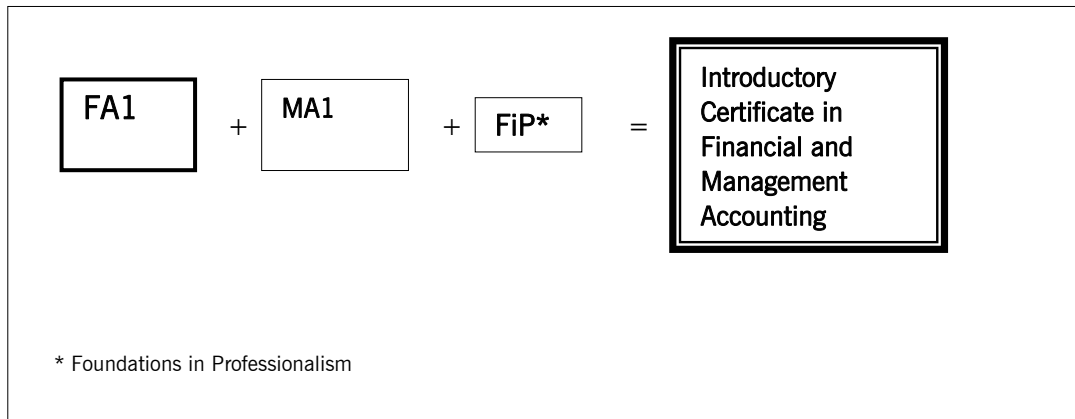 FA1 + MA1 + FiP* =
Introductory
Certificate in
Financial and
Management
Accounting
* Foundations in Professionalism